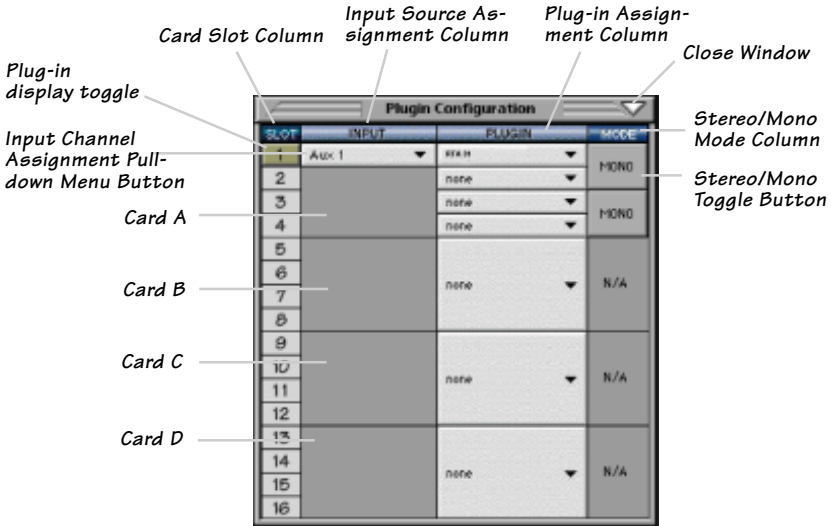 Input Source As-
signment Column
Plug-in Assign-
ment Column
Card Slot Column
Close Window
Plug-in
display toggle
Plugin Configuration
Stereo/Mono
Mode Column
SLOT INPUT PLUGIN MODE
Input Channel
Assignment Pull-
down Menu Button
1 Aux 1 MONO
2 none
Stereo/Mono
Toggle Button
Card A
3 none MONO
4 none
5
6
Card B
7 none N/A
8
9
Card C
10
11 none N/A
12
Card D
13
14
15 none N/A
16